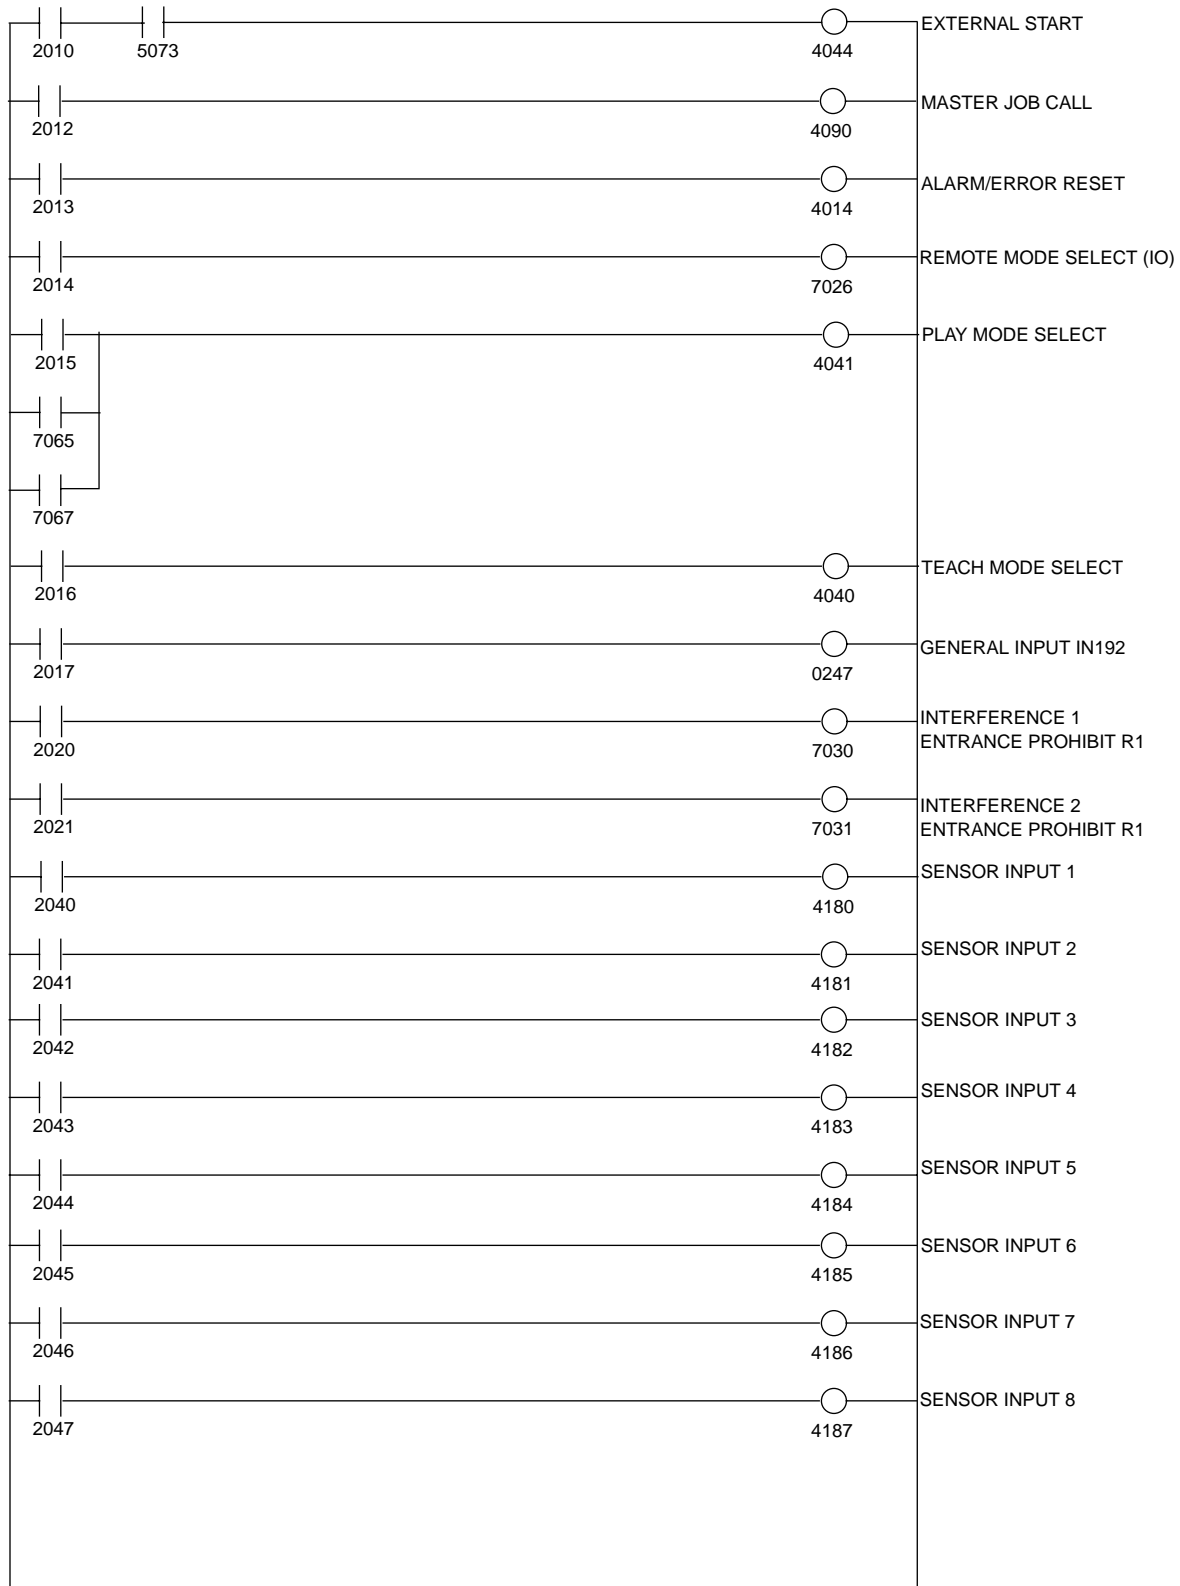 EXTERNAL START
2010 5073 4044
MASTER JOB CALL
2012 4090
ALARM/ERROR RESET
2013 4014
REMOTE MODE SELECT (IO)
2014 7026
PLAY MODE SELECT
2015 4041
7065
7067
TEACH MODE SELECT
2016 4040
GENERAL INPUT IN192
2017 0247
INTERFERENCE 1
ENTRANCE PROHIBIT R1
2020 7030
INTERFERENCE 2
ENTRANCE PROHIBIT R1
2021 7031
SENSOR INPUT 1
2040 4180
SENSOR INPUT 2
2041 4181
SENSOR INPUT 3
2042 4182
SENSOR INPUT 4
2043 4183
SENSOR INPUT 5
2044 4184
SENSOR INPUT 6
2045 4185
SENSOR INPUT 7
2046 4186
SENSOR INPUT 8
2047 4187